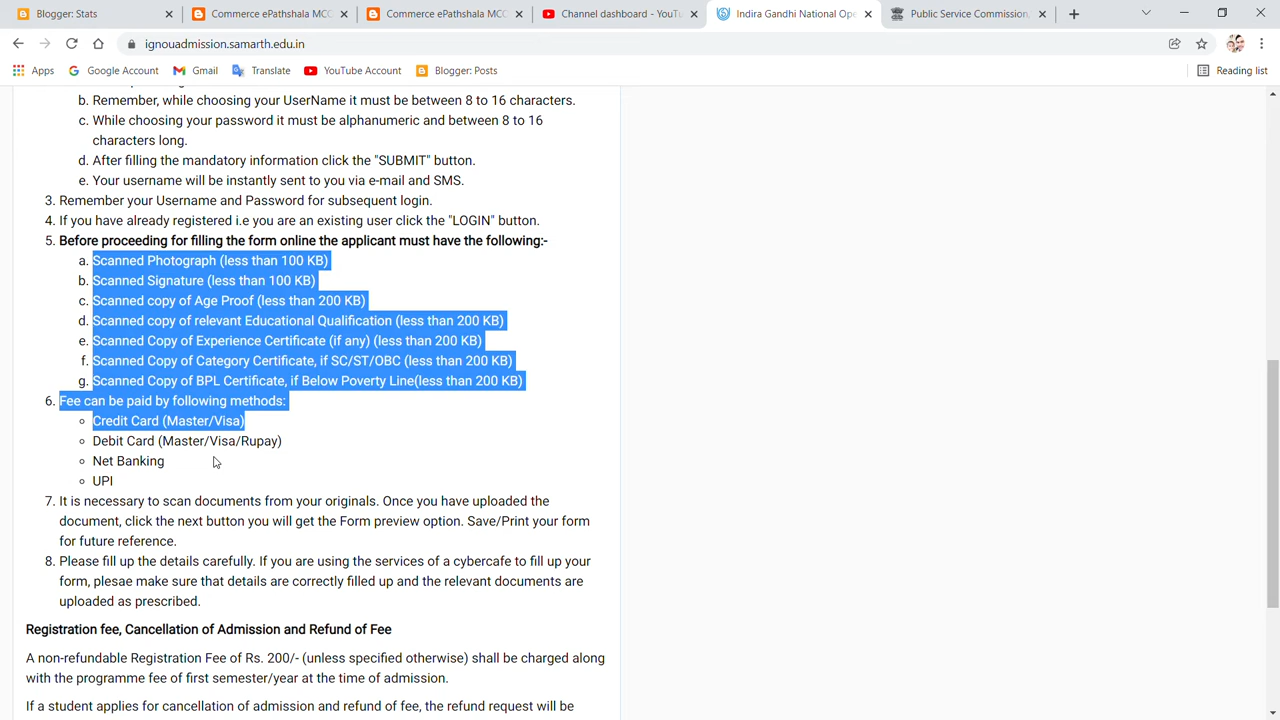 Blogger: Stats
Commerce ePathshala MCC
Commerce ePathshala MCC
Channel dashboard - YouTu
Indira Gandhi National Ope
Public Service Commission,
ignouadmission.samarth.edu.in
Apps
Google Account
Gmail
Translate
YouTube Account
Blogger: Posts
Reading list
b. Remember, while choosing your UserName it must be between 8 to 16 characters.
c. While choosing your password it must be alphanumeric and between 8 to 16
characters long.
d. After filling the mandatory information click the "SUBMIT" button.
e. Your username will be instantly sent to you via e-mail and SMS.
3. Remember your Username and Password for subsequent login.
4. If you have already registered i.e you are an existing user click the "LOGIN" button.
5. Before proceeding for filling the form online the applicant must have the following:-
a. Scanned Photograph (less than 100 KB)
b. Scanned Signature (less than 100 KB)
c. Scanned copy of Age Proof (less than 200 KB)
d. Scanned copy of relevant Educational Qualification (less than 200 KB)
e. Scanned Copy of Experience Certificate (if any) (less than 200 KB)
f. Scanned Copy of Category Certificate, if SC/ST/OBC (less than 200 KB)
g. Scanned Copy of BPL Certificate, if Below Poverty Line(less than 200 KB)
6. Fee can be paid by following methods:
Credit Card (Master/Visa)
Debit Card (Master/Visa/Rupay)
Net Banking
UPI
7. It is necessary to scan documents from your originals. Once you have uploaded the
document, click the next button you will get the Form preview option. Save/Print your form
for future reference.
8. Please fill up the details carefully. If you are using the services of a cybercafe to fill up your
form, plesae make sure that details are correctly filled up and the relevant documents are
uploaded as prescribed.
Registration fee, Cancellation of Admission and Refund of Fee
A non-refundable Registration Fee of Rs. 200/- (unless specified otherwise) shall be charged along
with the programme fee of first semester/year at the time of admission.
If a student applies for cancellation of admission and refund of fee, the refund request will be